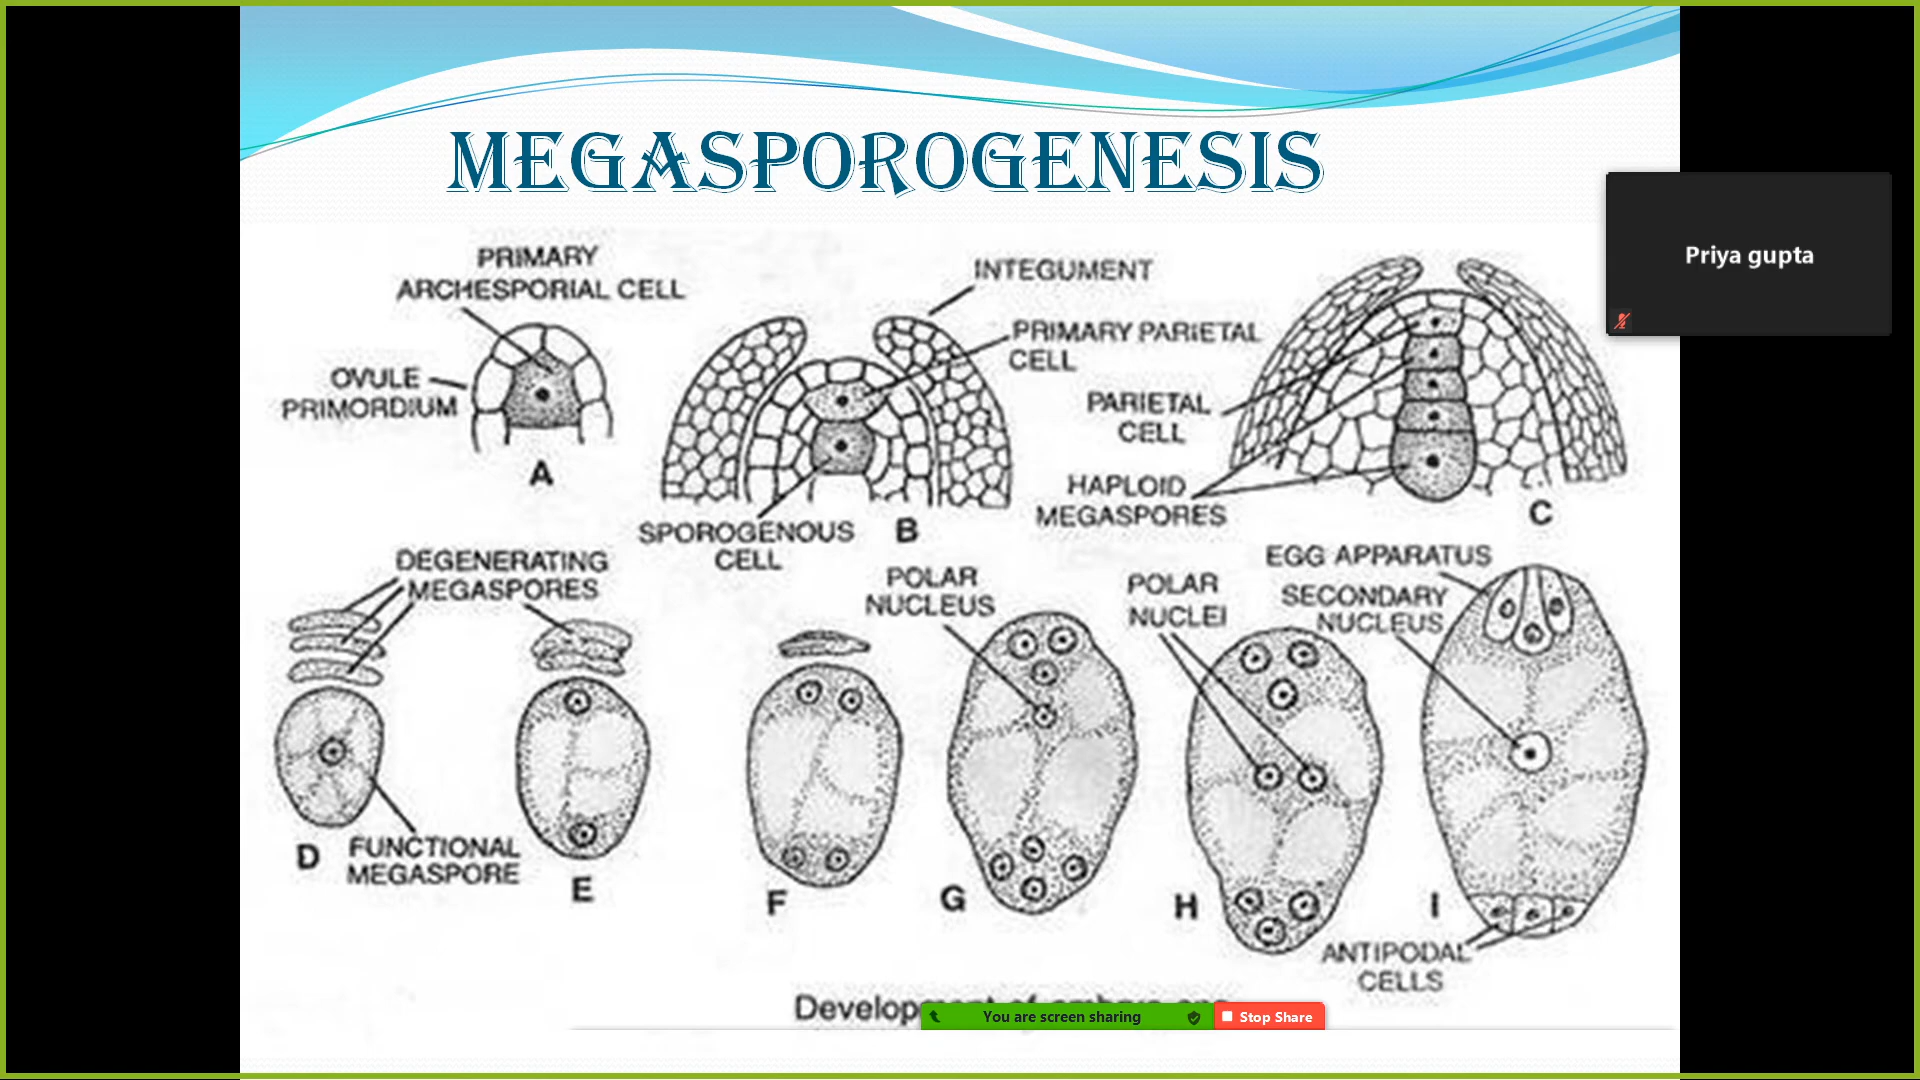 MEGASPOROGENESIS
Priya gupta
PRIMARY
ARCHESPORIAL CELL
OVULE
PRIMORDIUM
A
INTEGUMENT
PRIMARY PARIETAL
CELL
SPOROGENOUS
CELL
B
PARIETAL
CELL
HAPLOID
MEGASPORES
C
DEGENERATING
MEGASPORES
D
FUNCTIONAL
MEGASPORE
E
F
POLAR
NUCLEUS
G
POLAR
NUCLEI
H
EGG APPARATUS
SECONDARY
NUCLEUS
I
ANTIPODAL
CELLS
You are screen sharing
Stop Share